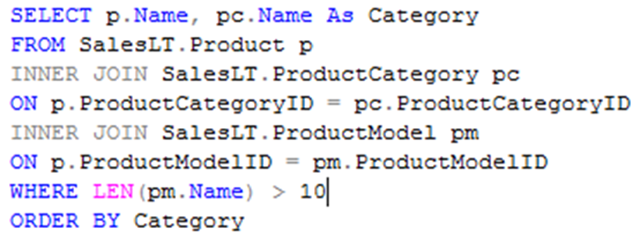 SELECT p.Name, pc.Name As Category
FROM SalesLT.Product p
INNER JOIN SalesLT.ProductCategory pc
ON p.ProductCategoryID = pc.ProductCategoryID
INNER JOIN SalesLT.ProductModel pm
ON p.ProductModelID = pm.ProductModelID
WHERE LEN(pm.Name) > 10
ORDER BY Category